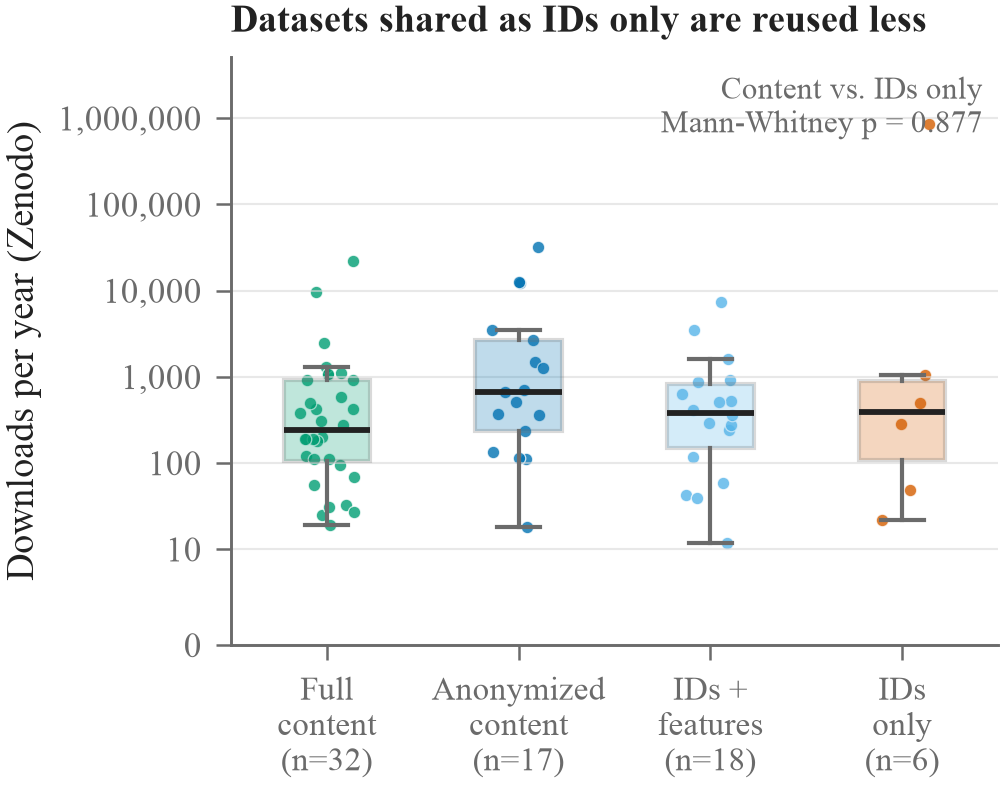 Datasets shared as IDs only are reused less
Content vs. IDs only
Mann-Whitney p = 0.877
Downloads per year (Zenodo)
1,000,000
100,000
10,000
1,000
100
10
0
Full
content
(n=32)
Anonymized
content
(n=17)
IDs +
features
(n=18)
IDs
only
(n=6)